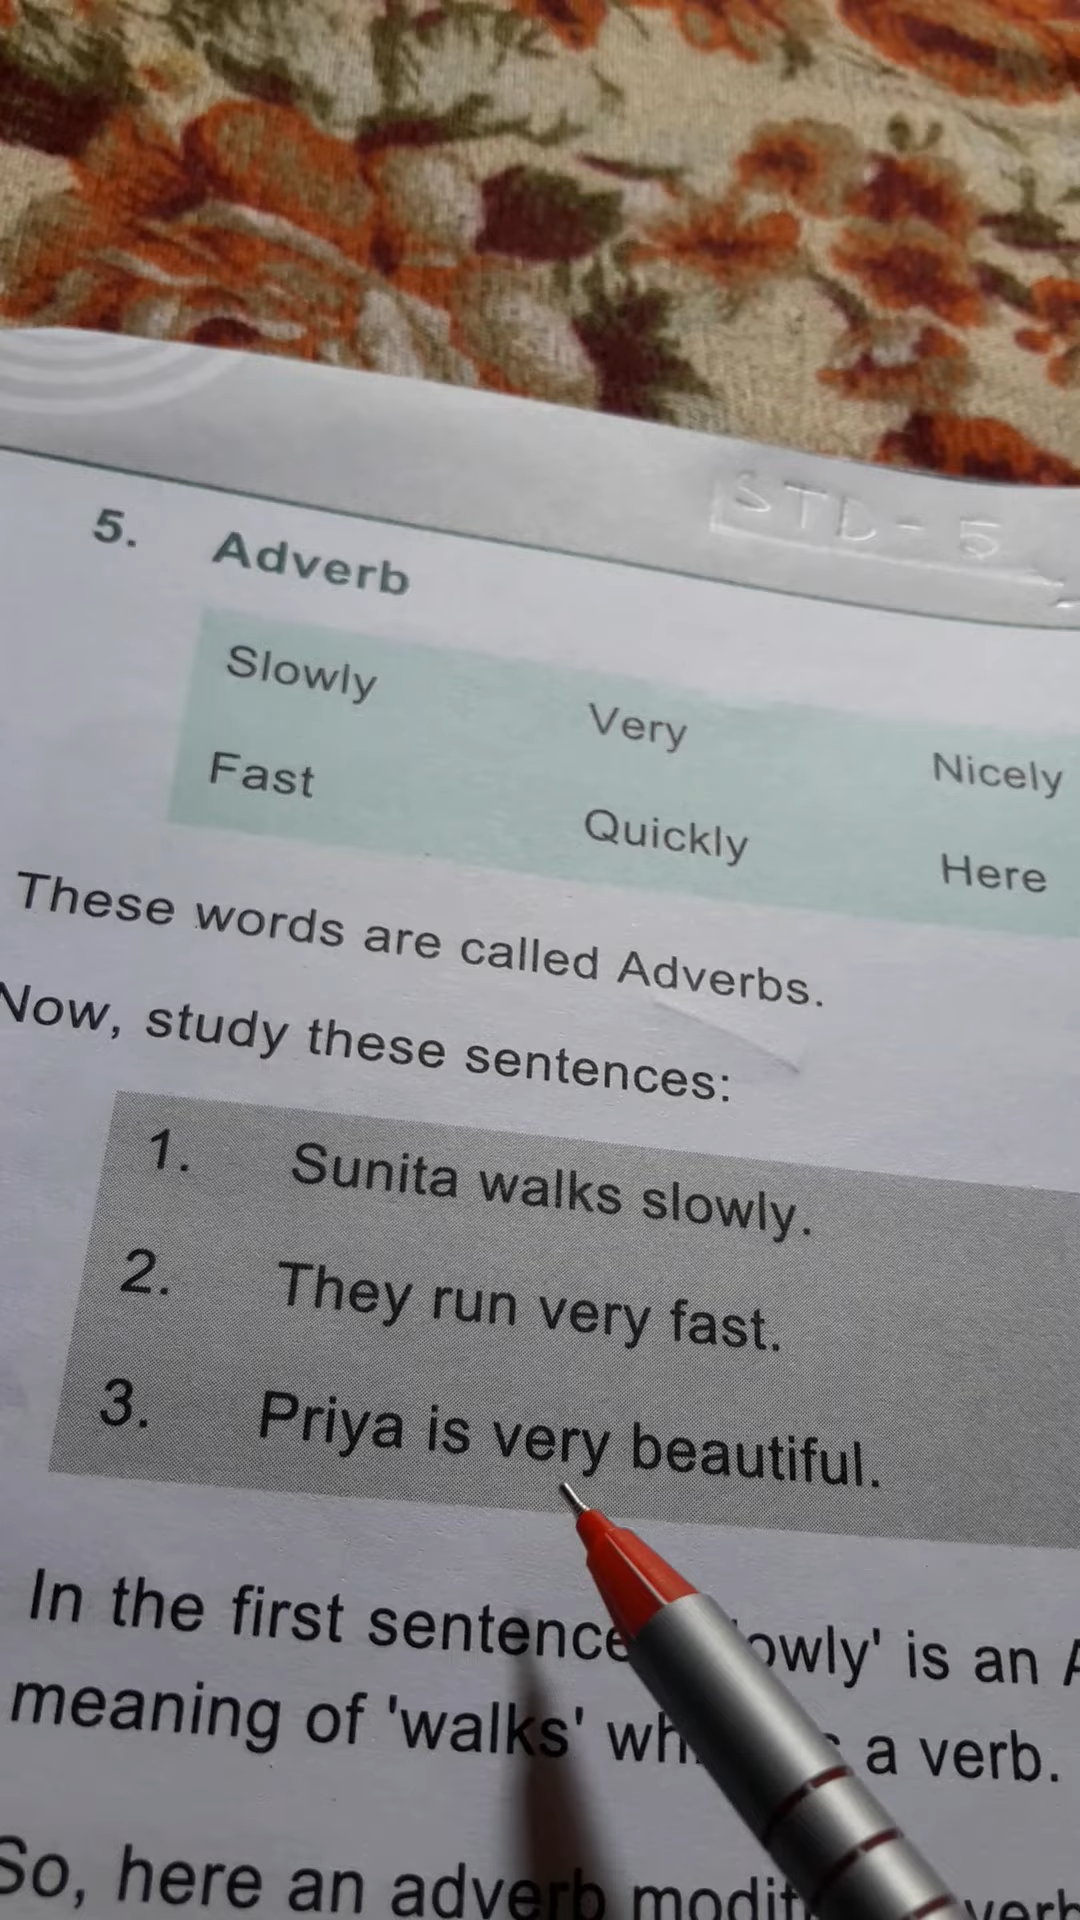 STD-5
5. Adverb
Slowly Very Nicely
Fast Quickly Here
These words are called Adverbs.
Now, study these sentences:
1. Sunita walks slowly.
2. They run very fast.
3. Priya is very beautiful.
In the first sentence is an
meaning of 'walks' a verb.
So, here an adverb